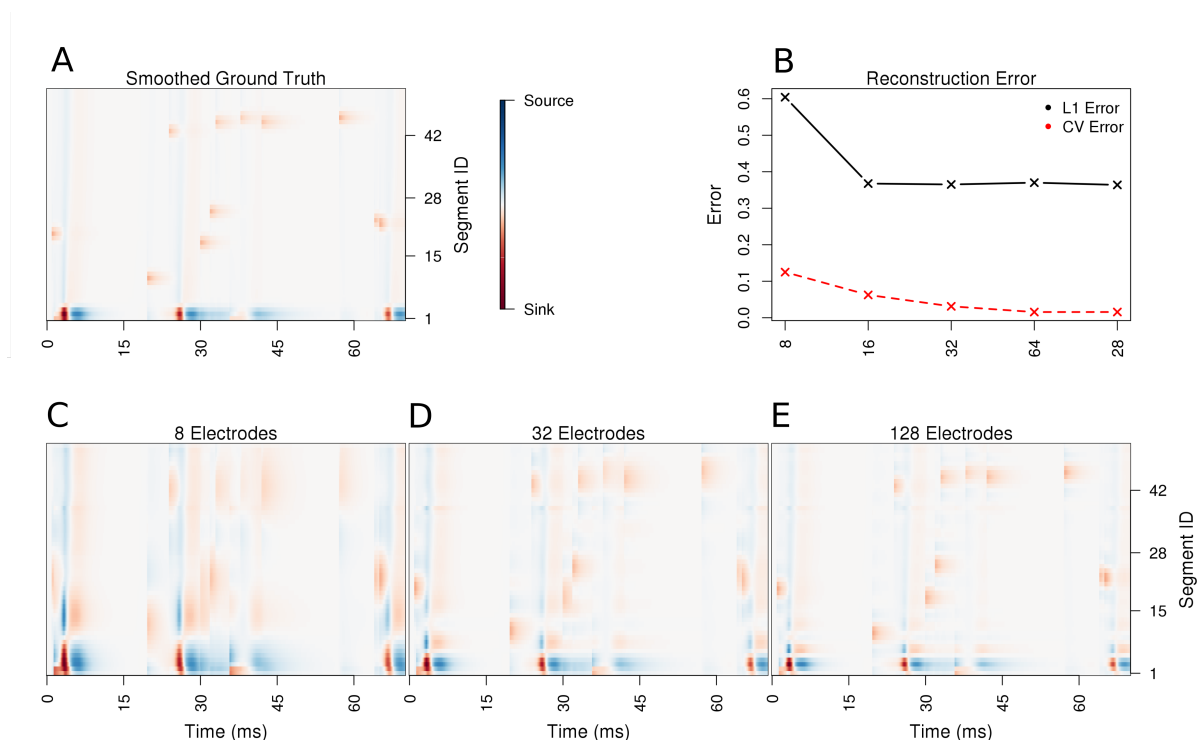 A
Smoothed Ground Truth
42
28
15
1
Segment ID
0 15 30 45 60
Source
Sink
B
Reconstruction Error
0.6
0.5
0.4
0.3
0.2
0.1
0.0
Error
L1 Error
CV Error
8 16 32 64 28
C
8 Electrodes
0 15 30 45 60
Time (ms)
D
32 Electrodes
0 15 30 45 60
Time (ms)
E
128 Electrodes
42
28
15
1
Segment ID
0 15 30 45 60
Time (ms)